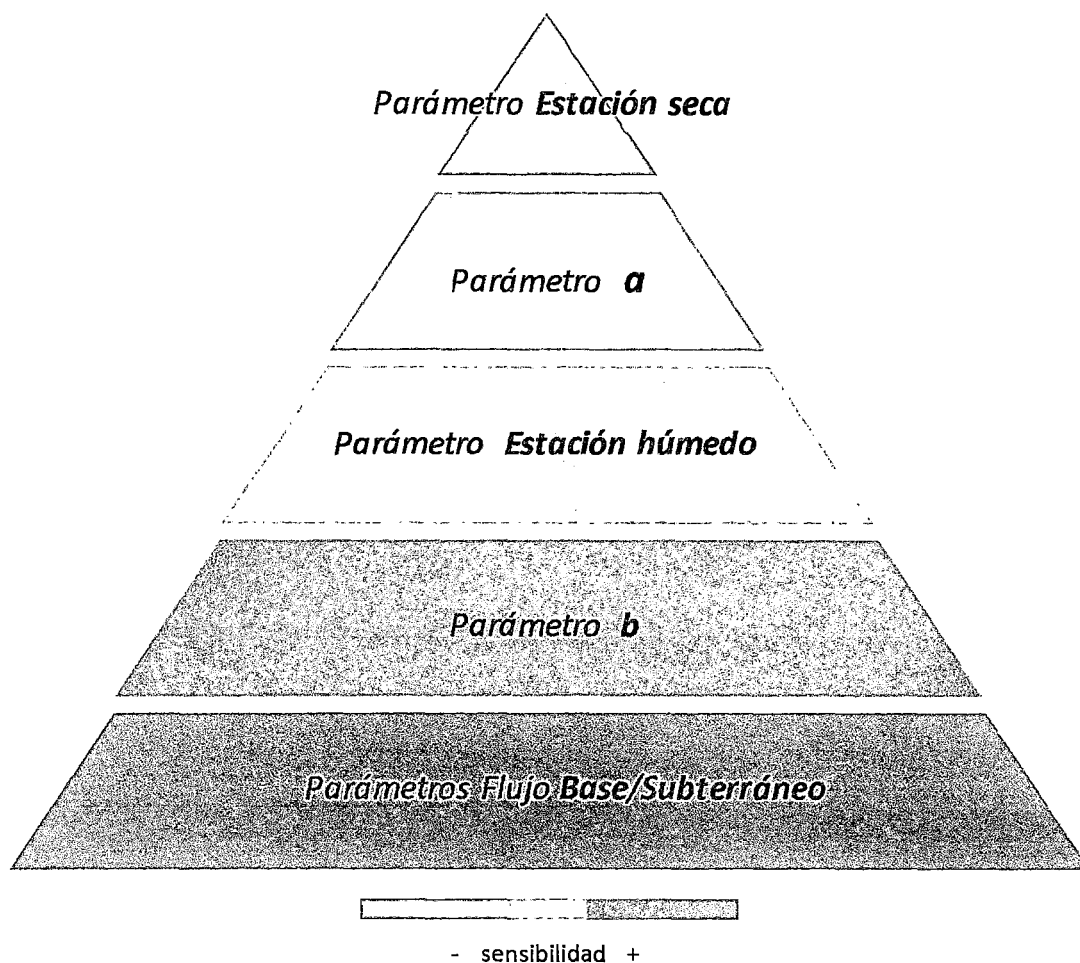 Parámetro Estación seca
Parámetro a
Parámetro Estación húmedo
Parámetro b
Parámetros Flujo Base/Subterráneo
- sensibilidad +